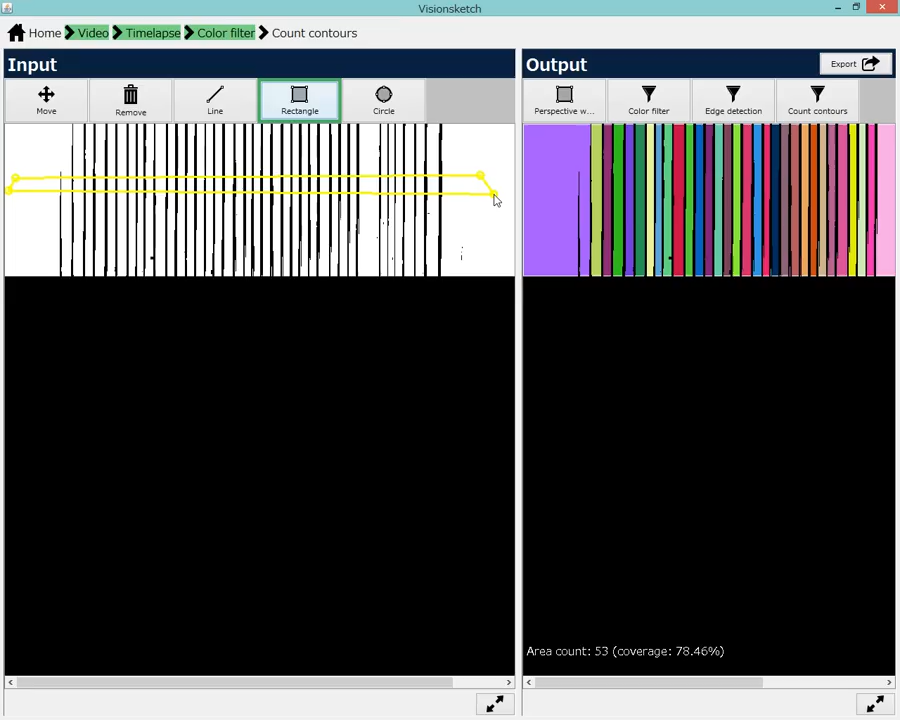 Visionsketch
Home Video Timelapse Color filter Count contours
Input
Output
Export
Move
Remove
Line
Rectangle
Circle
Perspective w...
Color filter
Edge detection
Count contours
Area count: 53 (coverage: 78.46%)